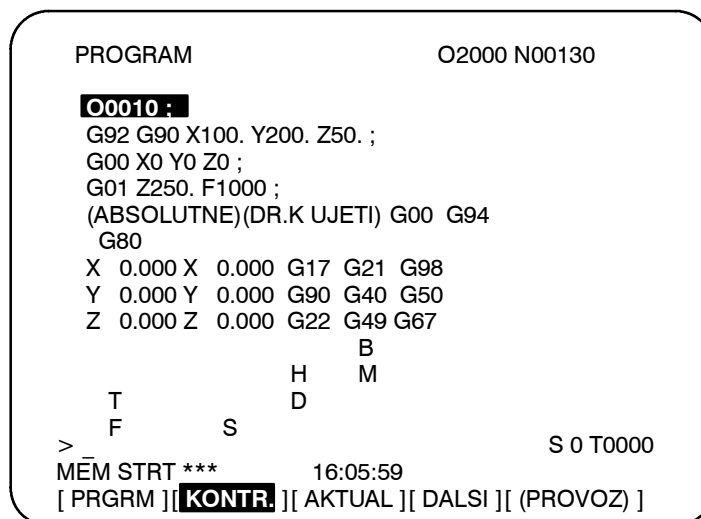 PROGRAM O2000 N00130
O0010 ;
G92 G90 X100. Y200. Z50. ;
G00 X0 Y0 Z0 ;
G01 Z250. F1000 ;
(ABSOLUTNE)(DR.K UJETI) G00 G94
G80
X 0.000 X 0.000 G17 G21 G98
Y 0.000 Y 0.000 G90 G40 G50
Z 0.000 Z 0.000 G22 G49 G67
B
H M
T D
F S
> _ S 0 T0000
MEM STRT *** 16:05:59
[ PRGRM ][ KONTR. ][ AKTUAL ][ DALSI ][ (PROVOZ) ]